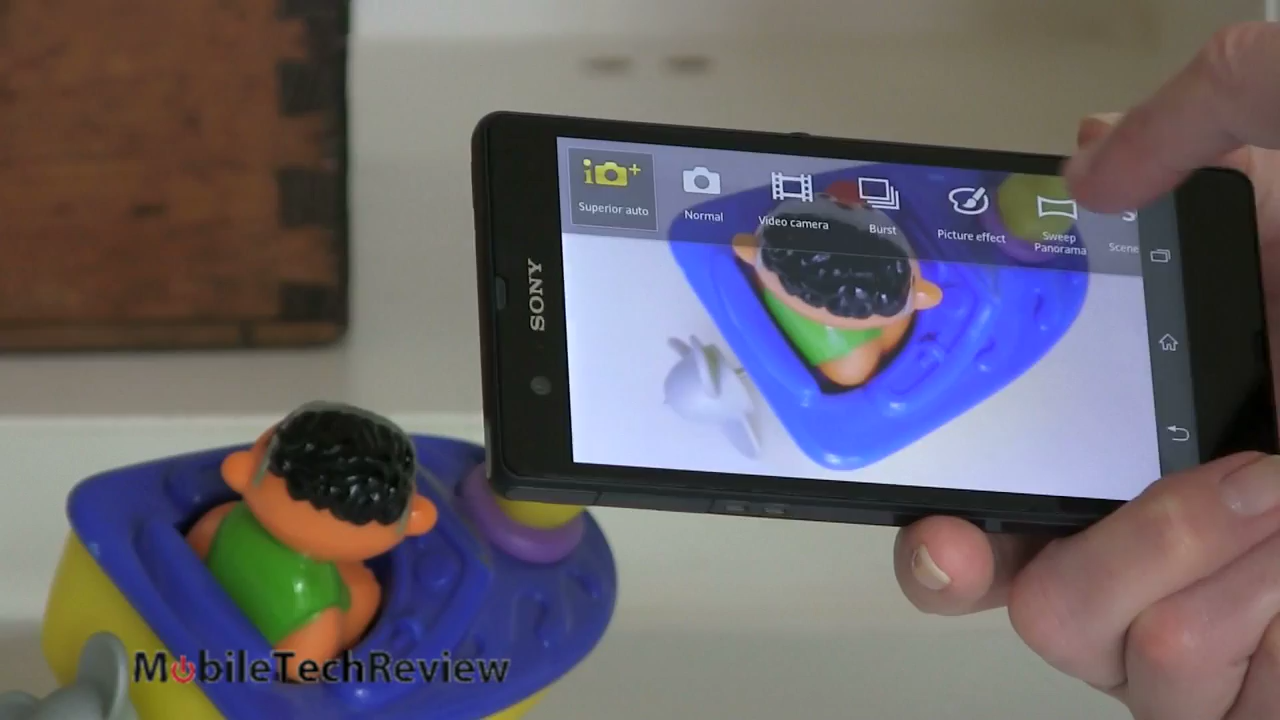 Superior auto
Normal
Video camera
Burst
Picture effect
Sweep
Panorama
Scene
SONY
MobileTechReview